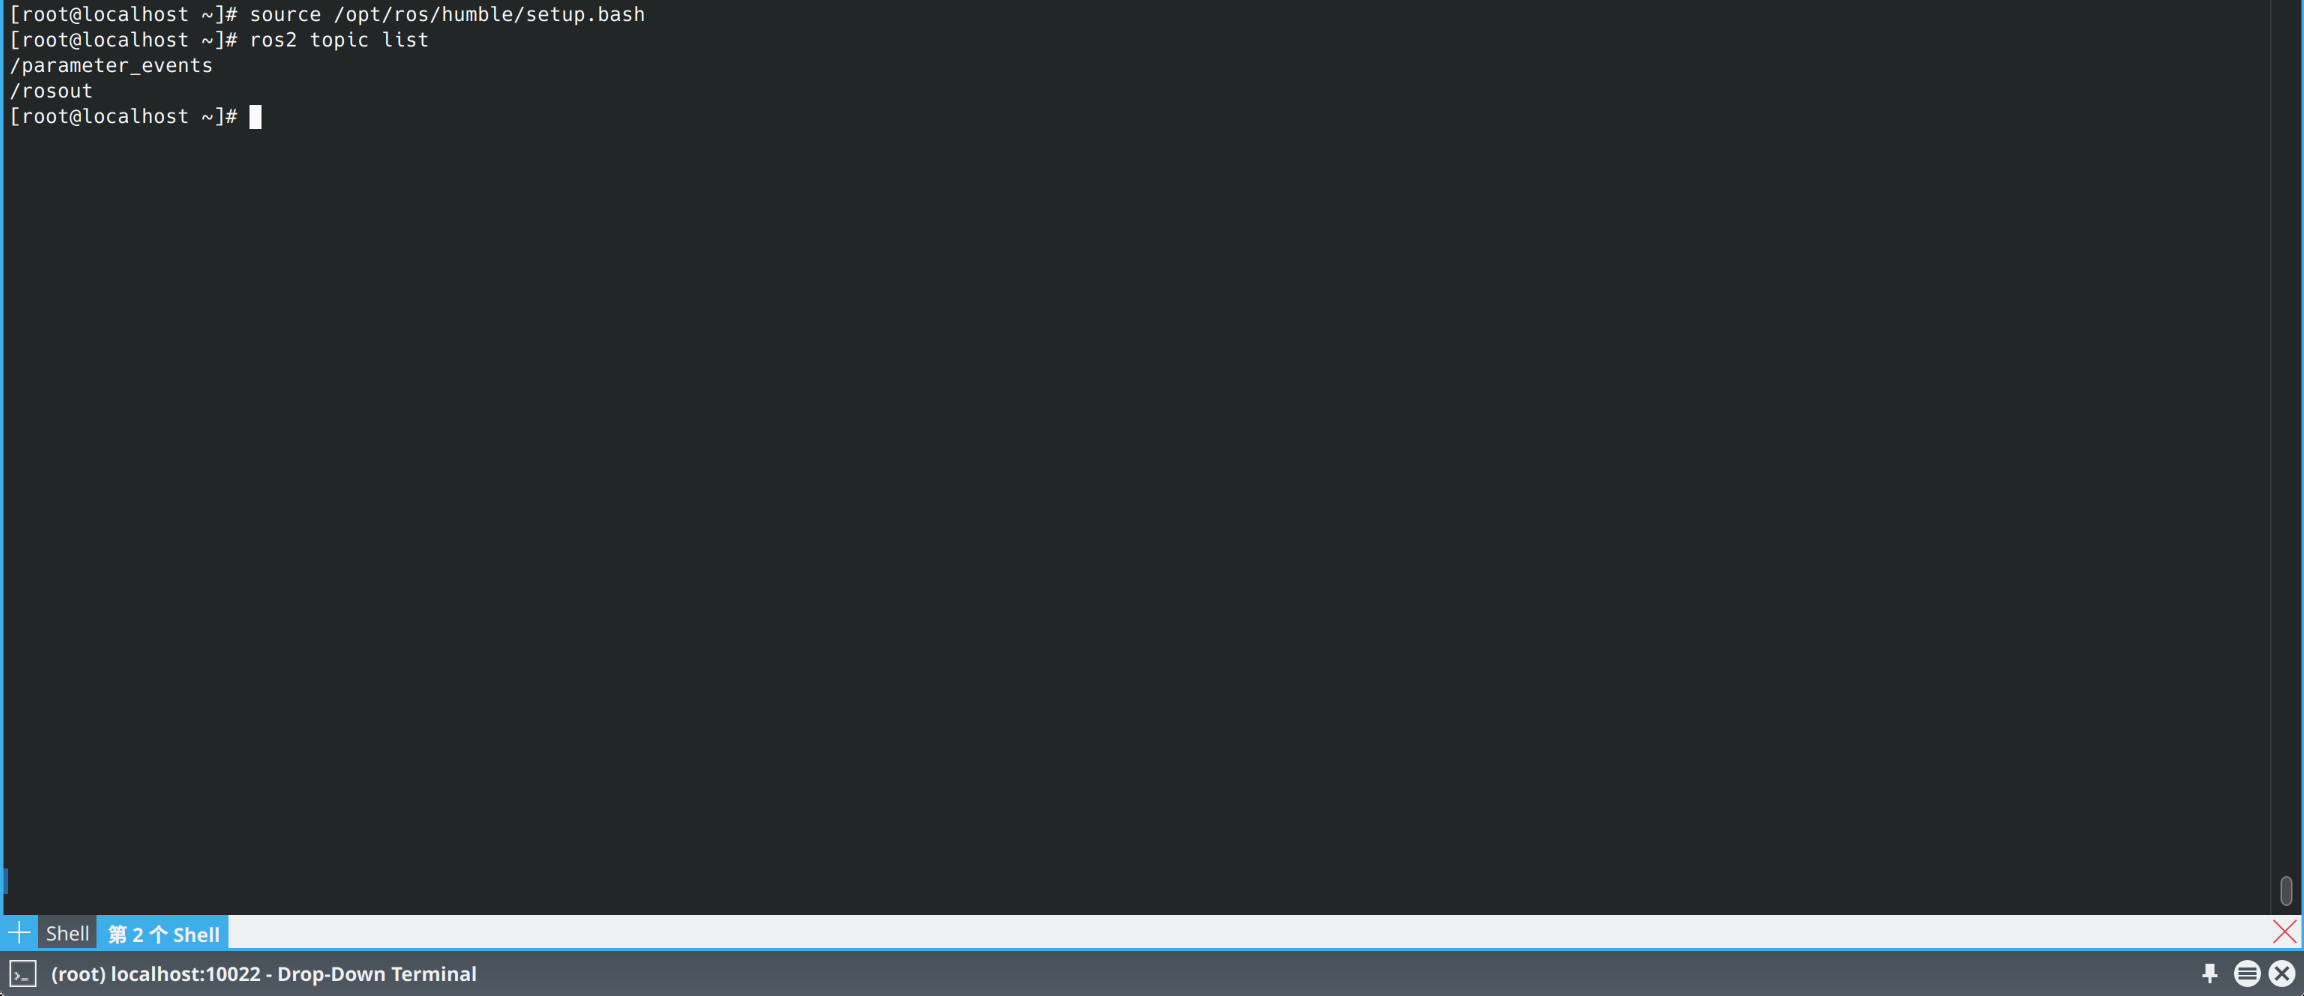 [root@localhost ~]# source /opt/ros/humble/setup.bash
[root@localhost ~]# ros2 topic list
/parameter_events
/rosout
[root@localhost ~]#
Shell
第 2 个 Shell
(root) localhost:10022 - Drop-Down Terminal